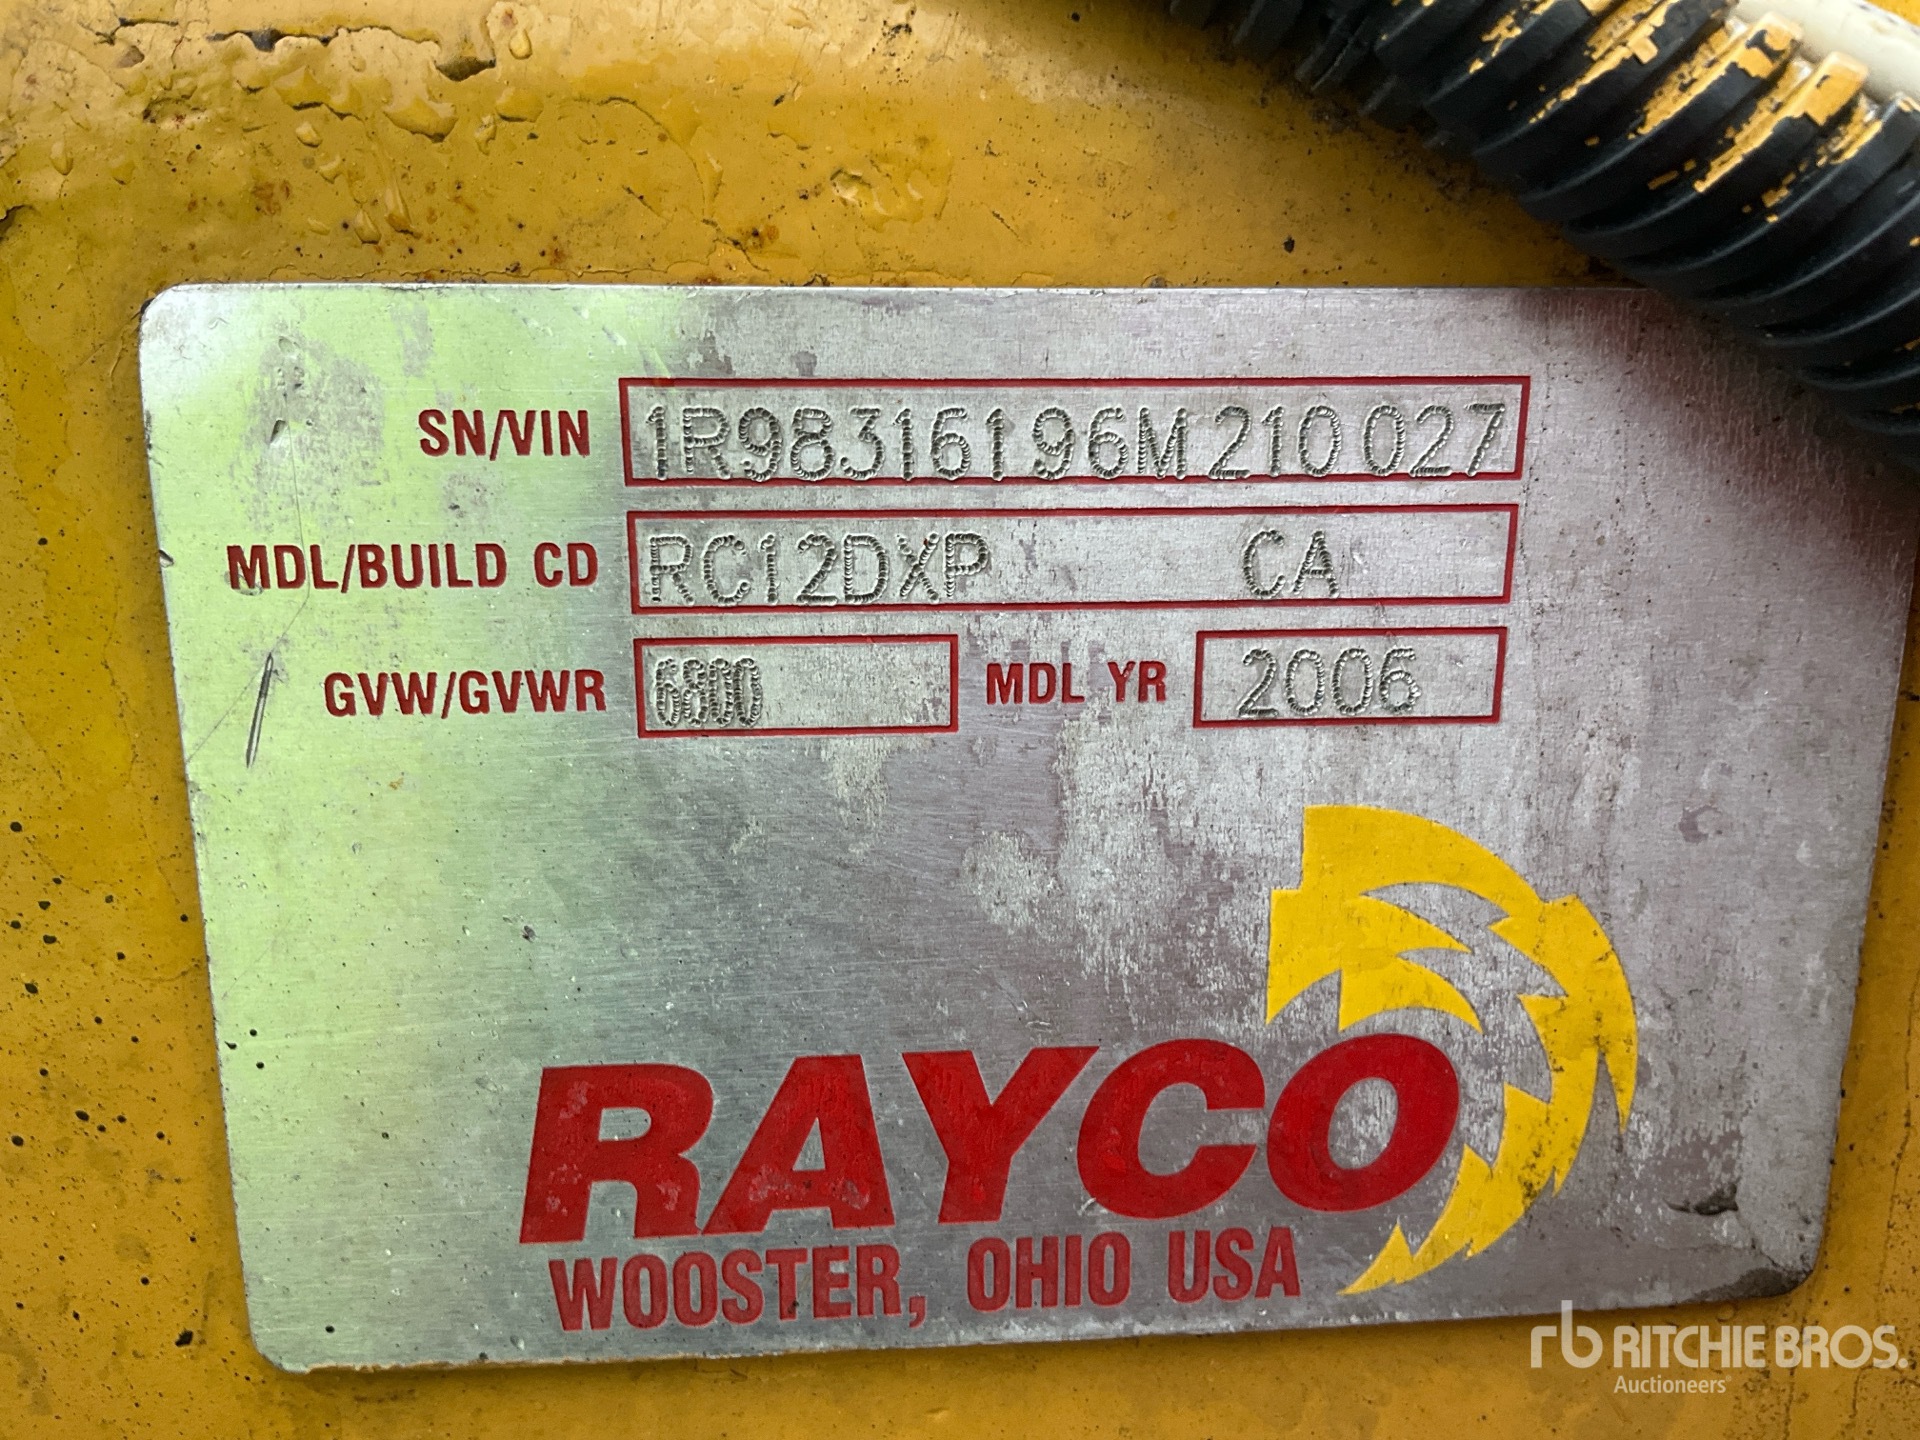 SN/VIN 1R98316196M210027
MDL/BUILD CD RC12DXP CA
GVW/GVWR 6800 MDL YR 2006
RAYCO
WOOSTER, OHIO USA
rb RITCHIE BROS.
Auctioneers